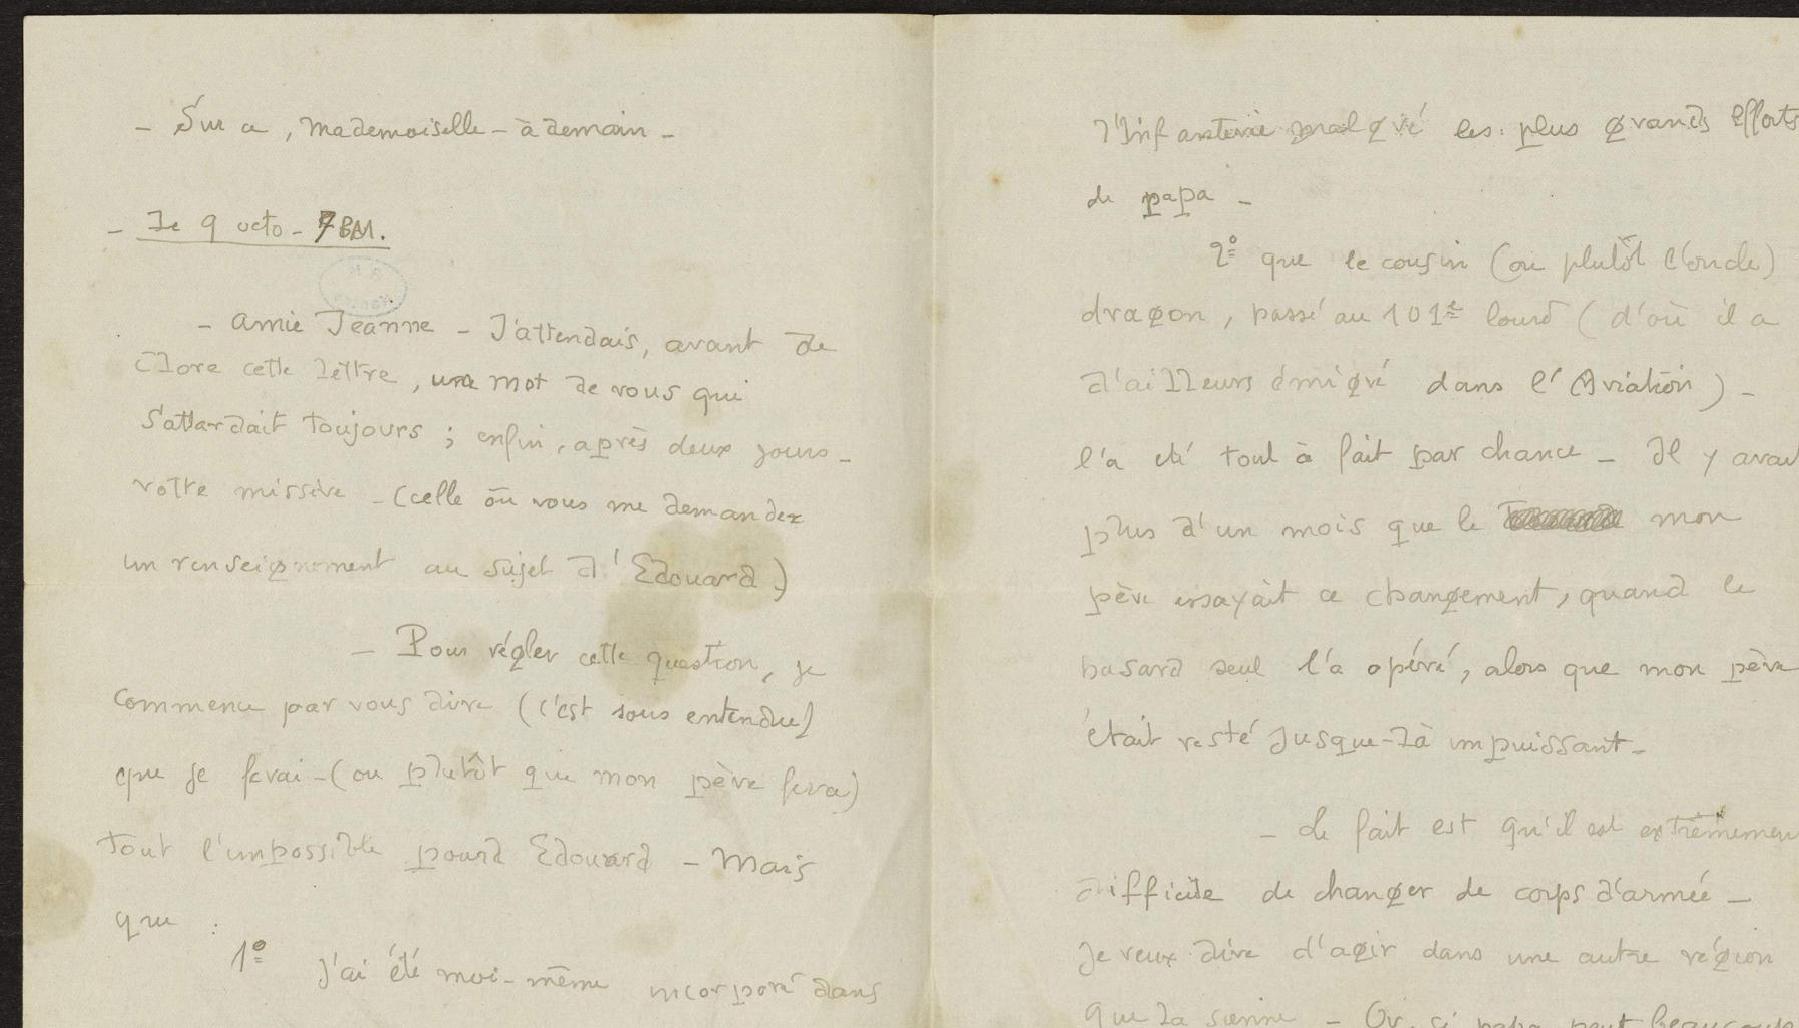 - Sur ce, Mademoiselle - à demain -
- Le 9 octo -
- Amie Jeanne - J'attendais, avant de
clore cette lettre, un mot de vous qui
s'attardait toujours ; enfin, après deux jours -
votre missive - (celle où vous me demandez
un renseignement au sujet d'Edouard)
- Pour régler cette question, je
commence par vous dire (c'est sous entendu)
que je ferai - (ou plutôt que mon père fera)
tout l'impossible pour Edouard - Mais
que :
1º J'ai été moi-même incorporé dans
l'Infanterie malgré les plus grands efforts
de papa -
2º que le cousin (ou plutôt l'oncle)
dragon, passé au 101e lourd (d'où il a
d'ailleurs émigré dans l'Aviation) -
l'a été tout à fait par chance - Il y avait
plus d'un mois que le mon
père essayait ce changement, quand le
hasard seul l'a opéré, alors que mon père
était resté jusque-là impuissant -
- Le fait est qu'il est extrêmemen
difficile de changer de corps d'armée -
Je veux dire d'agir dans une autre région
que la sienne - Or, si papa peut beaucoup